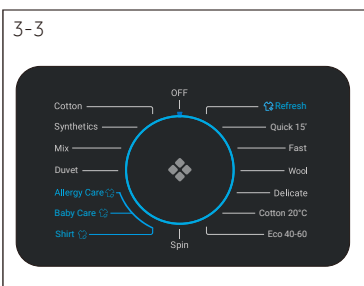 3-3
OFF
Cotton
Synthetics
Mix
Duvet
Allergy Care
Baby Care
Shirt
Refresh
Quick 15'
Fast
Wool
Delicate
Cotton 20°C
Eco 40-60
Spin